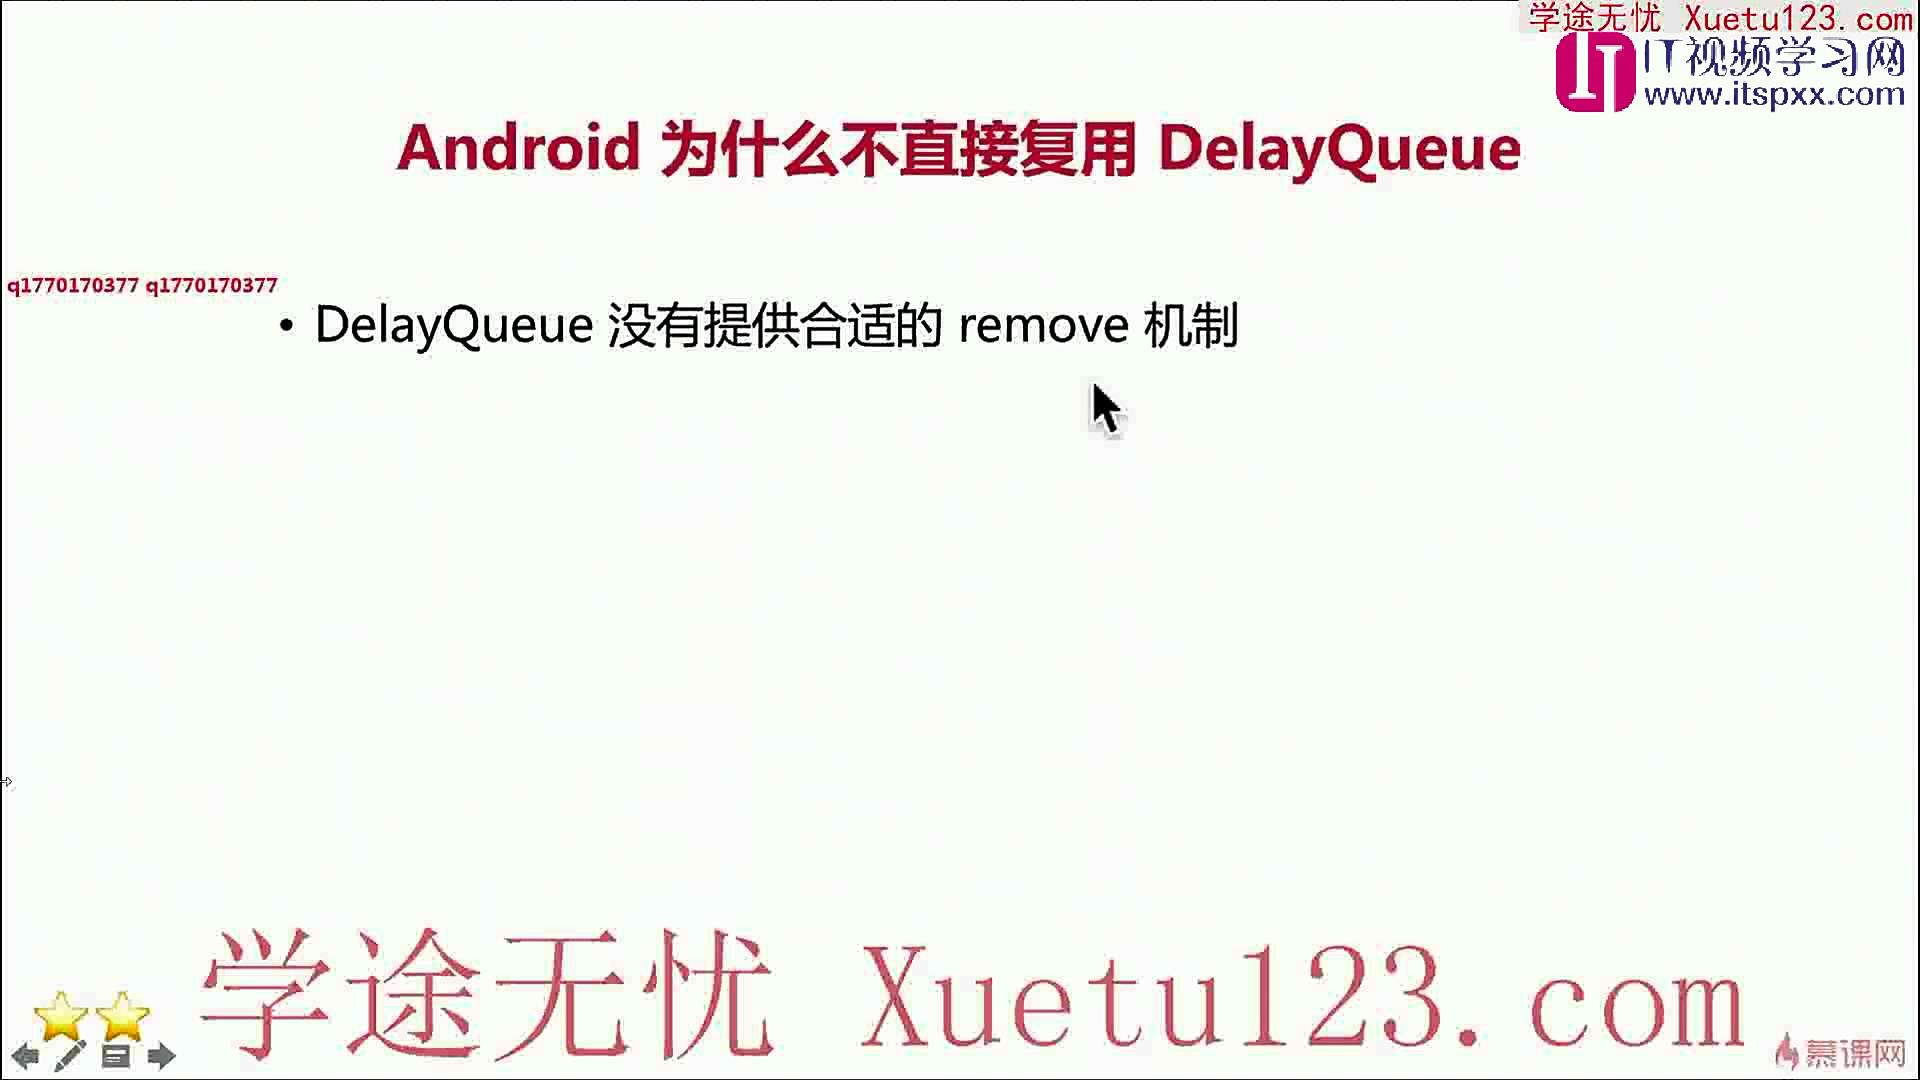 学途无忧 Xuetu123.com
IT视频学习网
www.itspxx.com
Android 为什么不直接复用 DelayQueue
q1770170377 q1770170377
• DelayQueue 没有提供合适的 remove 机制
学途无忧 Xuetu123.com
慕课网